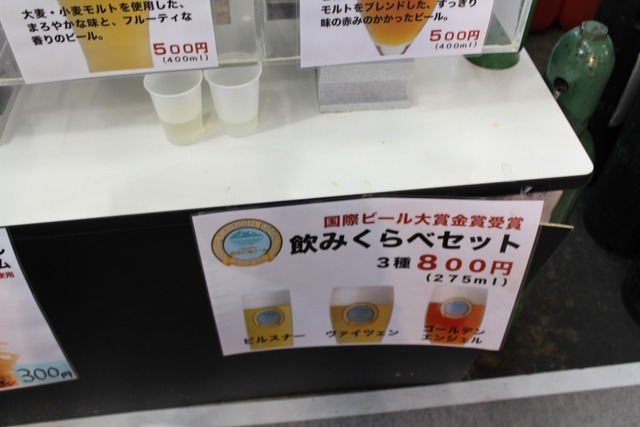 大麦・小麦モルトを使用した、
まろやかな味と、フルーティな
香りのビール。
500円
(400ml)
モルトをブレンドした、すっきり
味の赤みのかかったビール。
500円
(400ml)
国際ビール大賞金賞受賞
飲みくらべセット
3種800円
(275ml)
ピルスナー
ヴァイツェン
ゴールデン
エンジェル
ム
使用
300円